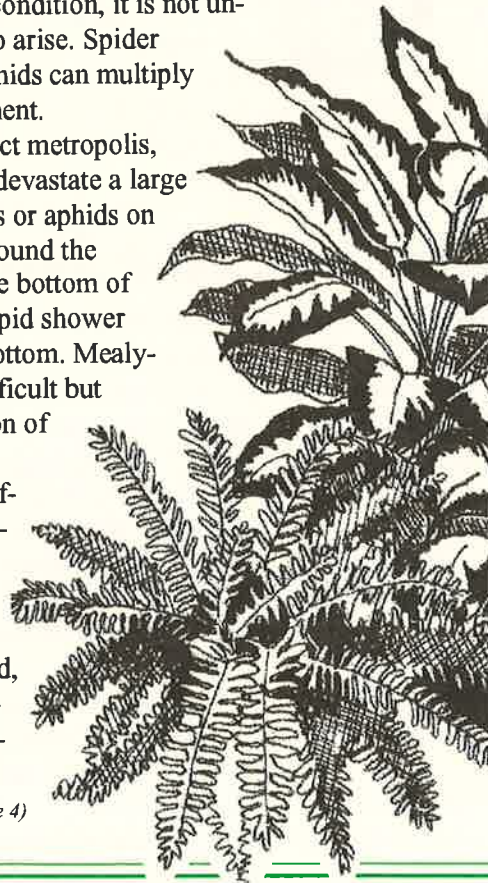 condition, it is not un-
o arise. Spider
hids can multiply
ment.
ct metropolis,
devastate a large
s or aphids on
ound the
e bottom of
pid shower
ottom. Mealy-
ficult but
on of
f-
d,
e 4)